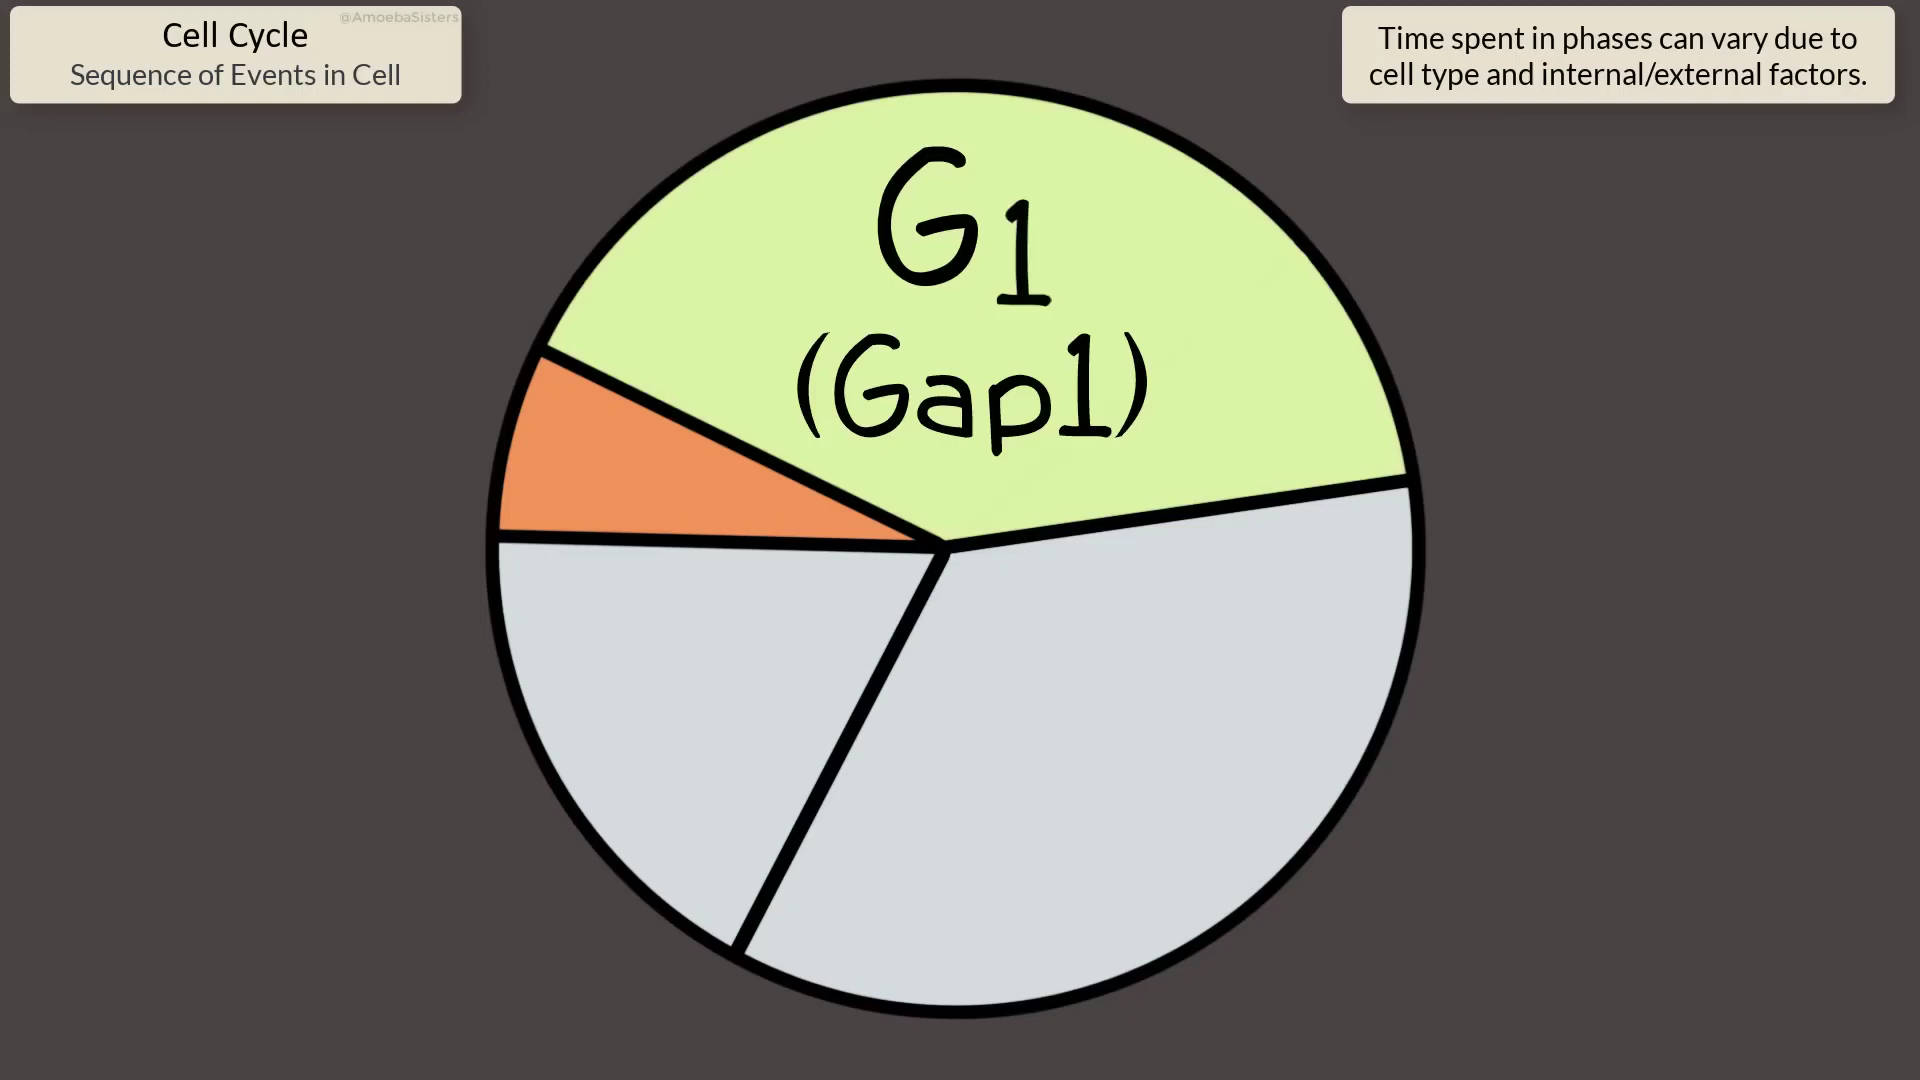 @AmoebaSisters
Cell Cycle
Sequence of Events in Cell
Time spent in phases can vary due to
cell type and internal/external factors.
G1
(Gap1)